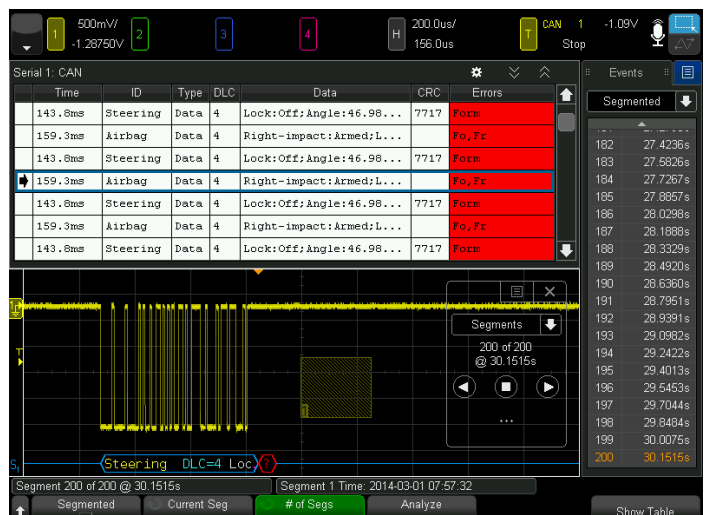 1 500mV/ 2 3 4 H 200.0us/ T CAN 1 -1.09V
-1.28750V 156.0us Stop
Serial 1: CAN
Time ID Type DLC Data CRC Errors
143.8ms Steering Data 4 Lock:Off;Angle:46.98... 7717 Form
159.3ms Airbag Data 4 Right-impact:Armed;L... Fo,Fr
143.8ms Steering Data 4 Lock:Off;Angle:46.98... 7717 Form
159.3ms Airbag Data 4 Right-impact:Armed;L... Fo,Fr
143.8ms Steering Data 4 Lock:Off;Angle:46.98... 7717 Form
159.3ms Airbag Data 4 Right-impact:Armed;L... Fo,Fr
143.8ms Steering Data 4 Lock:Off;Angle:46.98... 7717 Form
Events
Segmented
182 27.4236s
183 27.5826s
184 27.7267s
185 27.8857s
186 28.0298s
187 28.1888s
188 28.3329s
189 28.4920s
190 28.6360s
191 28.7951s
192 28.9391s
193 29.0982s
194 29.2422s
195 29.4013s
196 29.5453s
197 29.7044s
198 29.8484s
199 30.0075s
200 30.1515s
Segments
200 of 200
@ 30.1515s
...
T
1
S1 Steering DLC=4 Loc ?
Segment 200 of 200 @ 30.1515s Segment 1 Time: 2014-03-01 07:57:32
Segmented Current Seg # of Segs Analyze Show Table